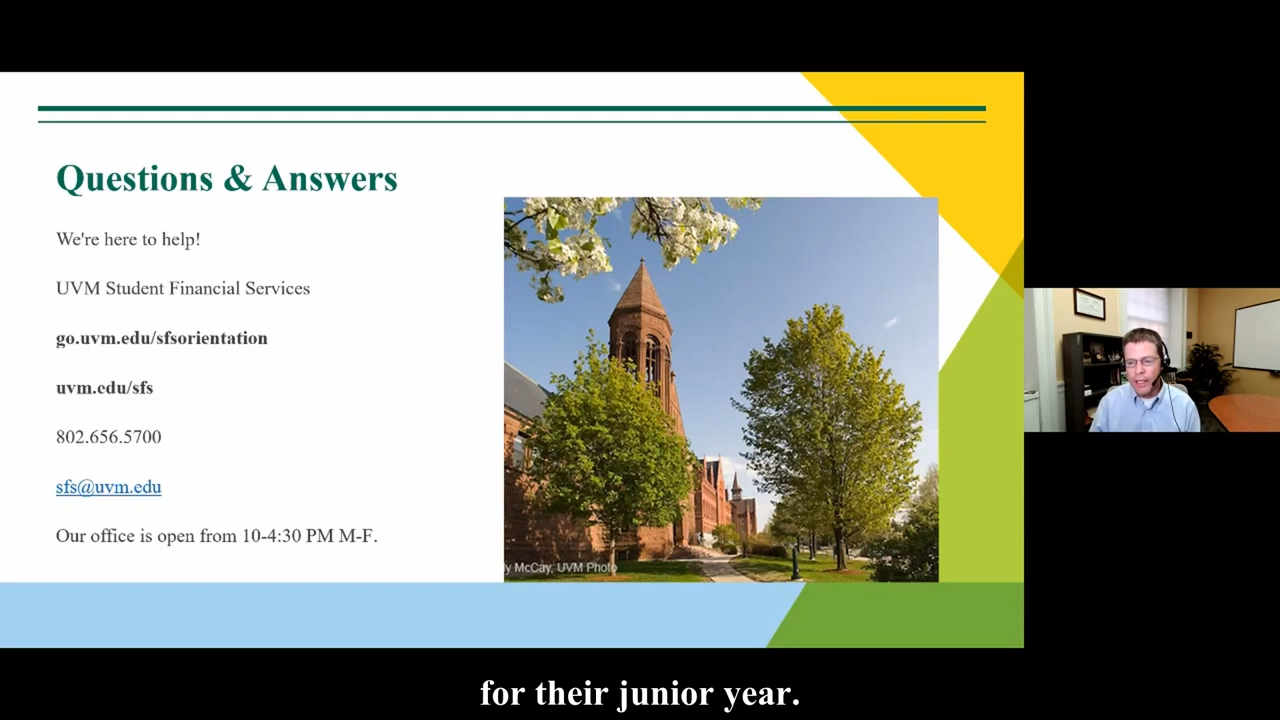 Questions & Answers
We're here to help!
UVM Student Financial Services
go.uvm.edu/sfsorientation
uvm.edu/sfs
802.656.5700
sfs@uvm.edu
Our office is open from 10-4:30 PM M-F.
y McCay, UVM Photo
for their junior year.